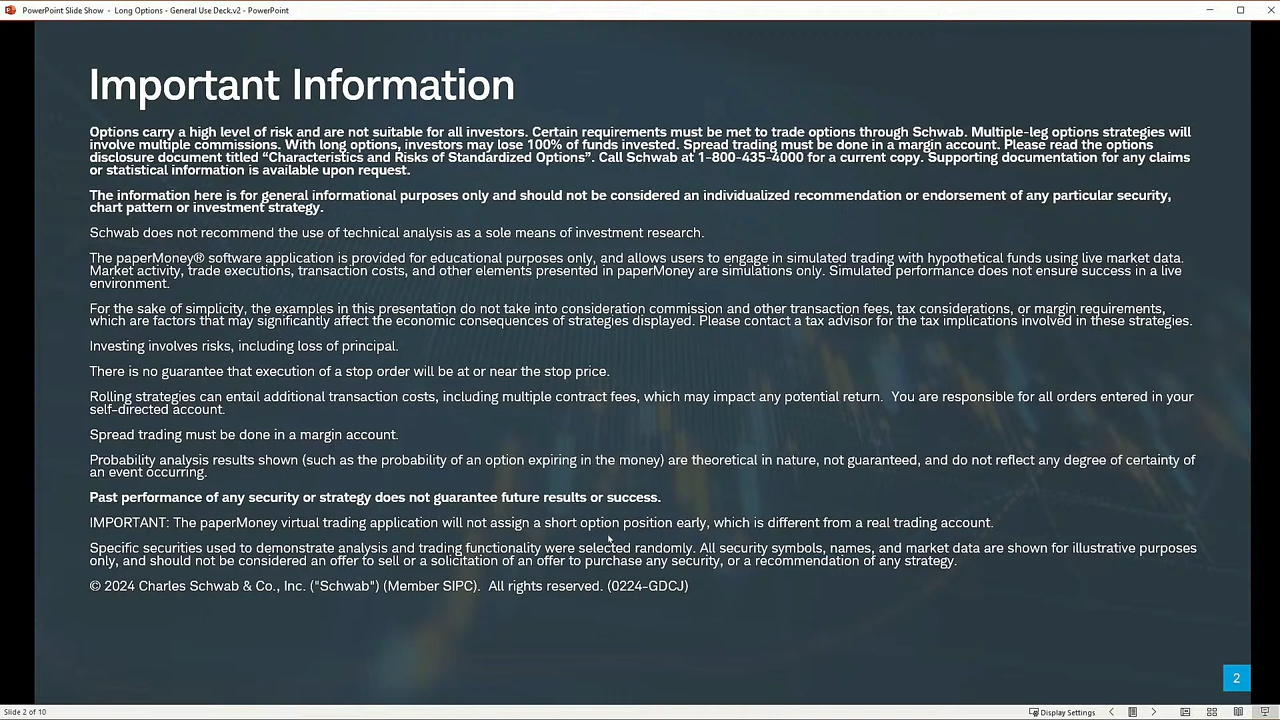 PowerPoint Slide Show - Long Options - General Use Deck.v2 - PowerPoint
Important Information
Options carry a high level of risk and are not suitable for all investors. Certain requirements must be met to trade options through Schwab. Multiple-leg options strategies will
involve multiple commissions. With long options, investors may lose 100% of funds invested. Spread trading must be done in a margin account. Please read the options
disclosure document titled “Characteristics and Risks of Standardized Options”. Call Schwab at 1-800-435-4000 for a current copy. Supporting documentation for any claims
or statistical information is available upon request.
The information here is for general informational purposes only and should not be considered an individualized recommendation or endorsement of any particular security,
chart pattern or investment strategy.
Schwab does not recommend the use of technical analysis as a sole means of investment research.
The paperMoney® software application is provided for educational purposes only, and allows users to engage in simulated trading with hypothetical funds using live market data.
Market activity, trade executions, transaction costs, and other elements presented in paperMoney are simulations only. Simulated performance does not ensure success in a live
environment.
For the sake of simplicity, the examples in this presentation do not take into consideration commission and other transaction fees, tax considerations, or margin requirements,
which are factors that may significantly affect the economic consequences of strategies displayed. Please contact a tax advisor for the tax implications involved in these strategies.
Investing involves risks, including loss of principal.
There is no guarantee that execution of a stop order will be at or near the stop price.
Rolling strategies can entail additional transaction costs, including multiple contract fees, which may impact any potential return.  You are responsible for all orders entered in your
self-directed account.
Spread trading must be done in a margin account.
Probability analysis results shown (such as the probability of an option expiring in the money) are theoretical in nature, not guaranteed, and do not reflect any degree of certainty of
an event occurring.
Past performance of any security or strategy does not guarantee future results or success.
IMPORTANT: The paperMoney virtual trading application will not assign a short option position early, which is different from a real trading account.
Specific securities used to demonstrate analysis and trading functionality were selected randomly. All security symbols, names, and market data are shown for illustrative purposes
only, and should not be considered an offer to sell or a solicitation of an offer to purchase any security, or a recommendation of any strategy.
© 2024 Charles Schwab & Co., Inc. ("Schwab") (Member SIPC).  All rights reserved. (0224-GDCJ)
2
Slide 2 of 10
Display Settings